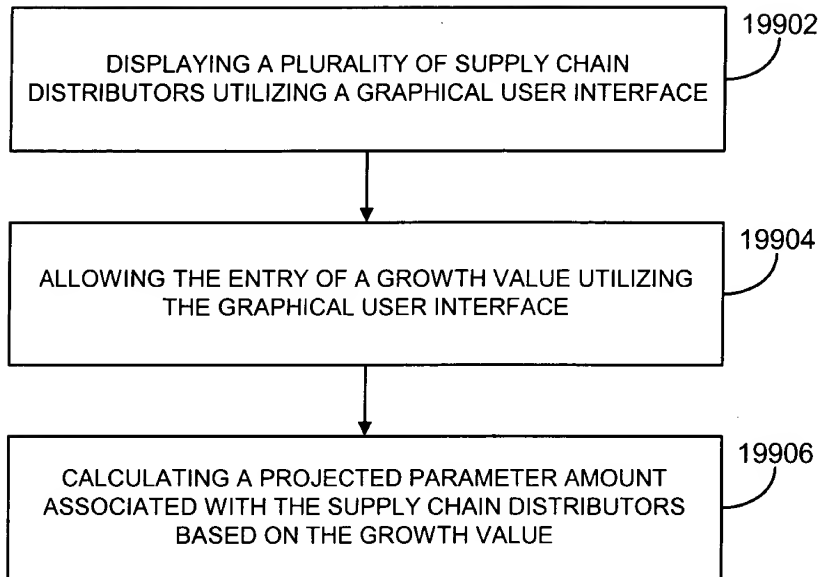 19902
DISPLAYING A PLURALITY OF SUPPLY CHAIN
DISTRIBUTORS UTILIZING A GRAPHICAL USER INTERFACE
19904
ALLOWING THE ENTRY OF A GROWTH VALUE UTILIZING
THE GRAPHICAL USER INTERFACE
19906
CALCULATING A PROJECTED PARAMETER AMOUNT
ASSOCIATED WITH THE SUPPLY CHAIN DISTRIBUTORS
BASED ON THE GROWTH VALUE